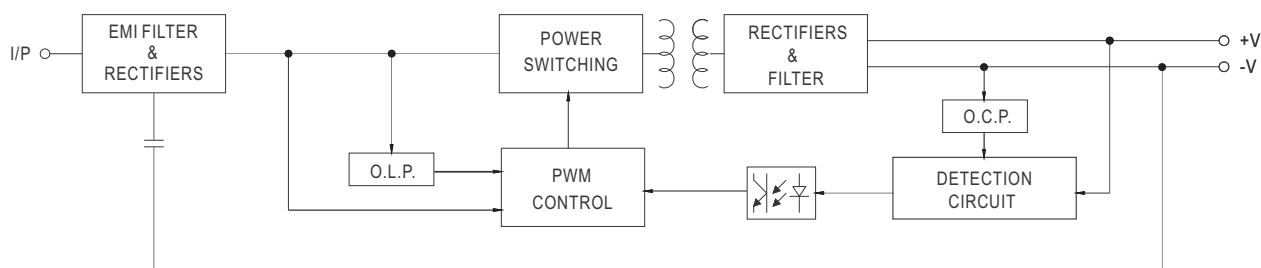 I/P
EMI FILTER
&
RECTIFIERS
POWER
SWITCHING
RECTIFIERS
&
FILTER
+V
-V
O.C.P.
O.L.P.
PWM
CONTROL
DETECTION
CIRCUIT